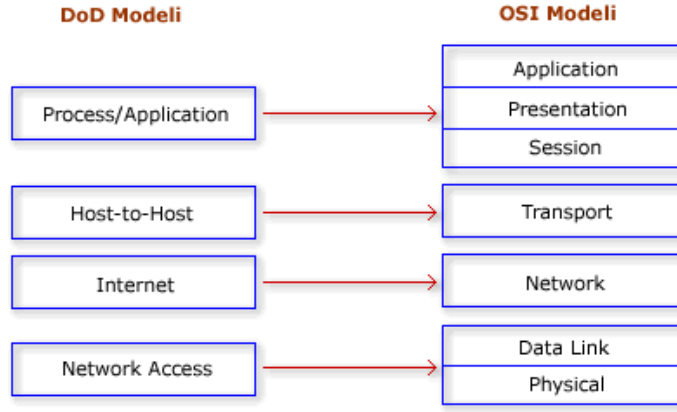 DoD Modeli
OSI Modeli
Process/Application
Application
Presentation
Session
Host-to-Host
Transport
Internet
Network
Network Access
Data Link
Physical